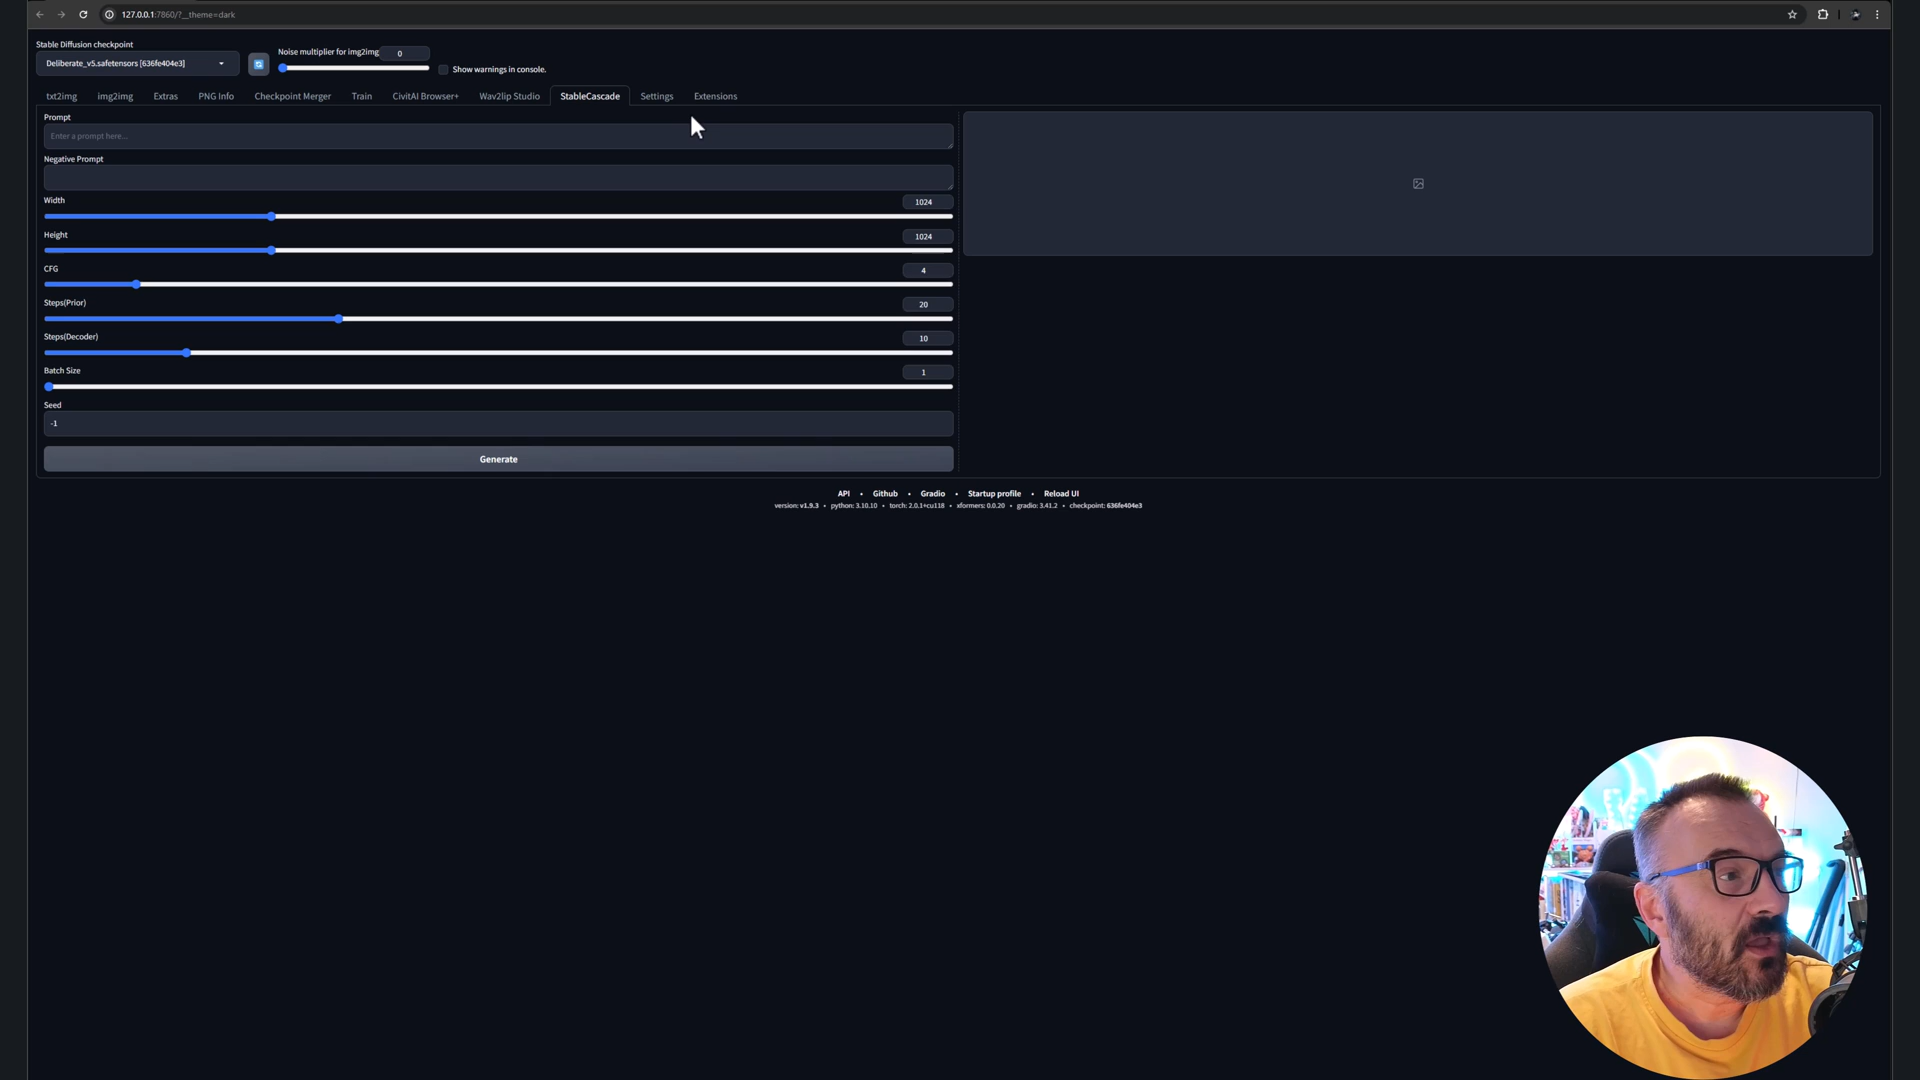 127.0.0.1:7860/?__theme=dark
Stable Diffusion checkpoint
Deliberate_v5.safetensors [636fe404e3]
Noise multiplier for img2img
0
Show warnings in console.
txt2img img2img Extras PNG Info Checkpoint Merger Train CivitAI Browser+ Wav2lip Studio StableCascade Settings Extensions
Prompt
Enter a prompt here...
Negative Prompt
Width
1024
Height
1024
CFG
4
Steps(Prior)
20
Steps(Decoder)
10
Batch Size
1
Seed
-1
Generate
API • Github • Gradio • Startup profile • Reload UI
version: v1.9.3 • python: 3.10.10 • torch: 2.0.1+cu118 • xformers: 0.0.20 • gradio: 3.41.2 • checkpoint: 636fe404e3